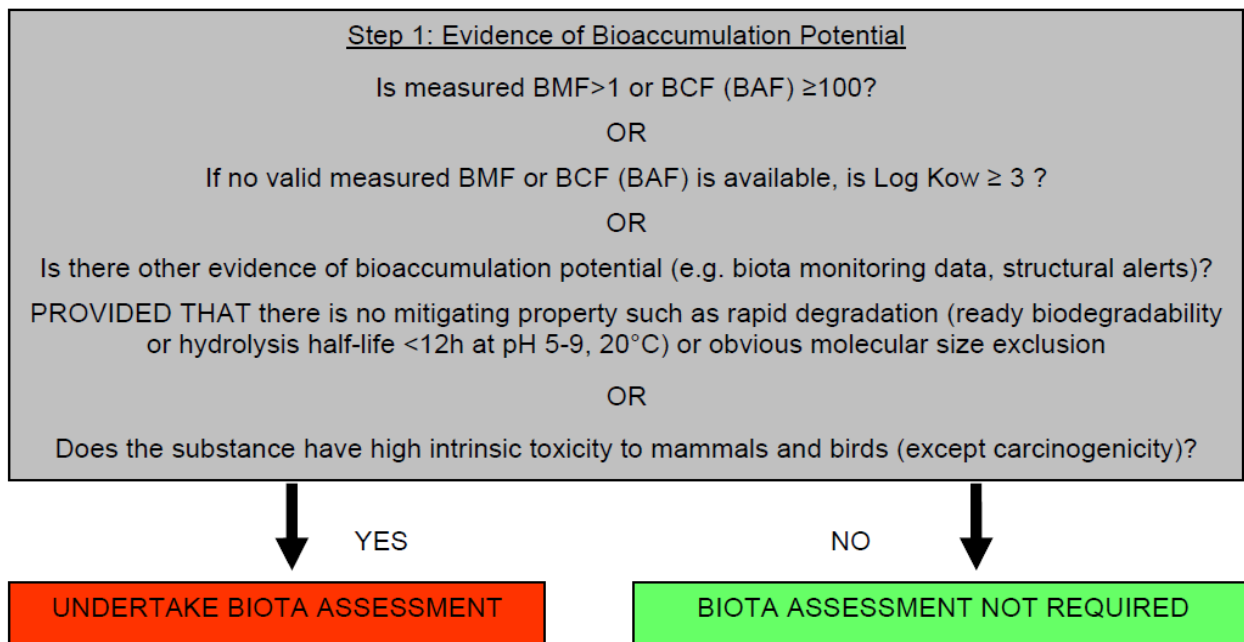 Step 1: Evidence of Bioaccumulation Potential
Is measured BMF>1 or BCF (BAF) ≥100?
OR
If no valid measured BMF or BCF (BAF) is available, is Log Kow ≥ 3 ?
OR
Is there other evidence of bioaccumulation potential (e.g. biota monitoring data, structural alerts)?
PROVIDED THAT there is no mitigating property such as rapid degradation (ready biodegradability
or hydrolysis half-life <12h at pH 5-9, 20°C) or obvious molecular size exclusion
OR
Does the substance have high intrinsic toxicity to mammals and birds (except carcinogenicity)?
YES
NO
UNDERTAKE BIOTA ASSESSMENT
BIOTA ASSESSMENT NOT REQUIRED